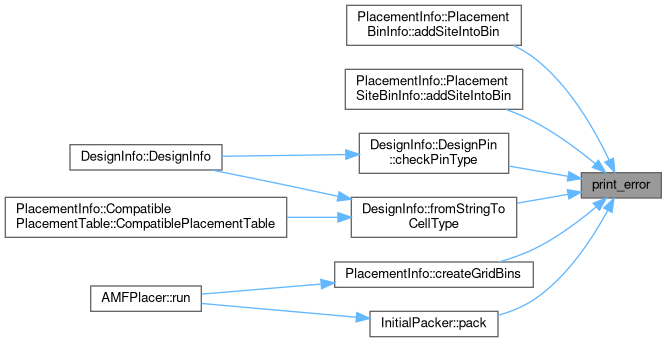 PlacementInfo::Placement
BinInfo::addSiteIntoBin
PlacementInfo::Placement
SiteBinInfo::addSiteIntoBin
DesignInfo::DesignPin
::checkPinType
DesignInfo::DesignInfo
print_error
DesignInfo::fromStringTo
CellType
PlacementInfo::Compatible
PlacementTable::CompatiblePlacementTable
PlacementInfo::createGridBins
AMFPlacer::run
InitialPacker::pack